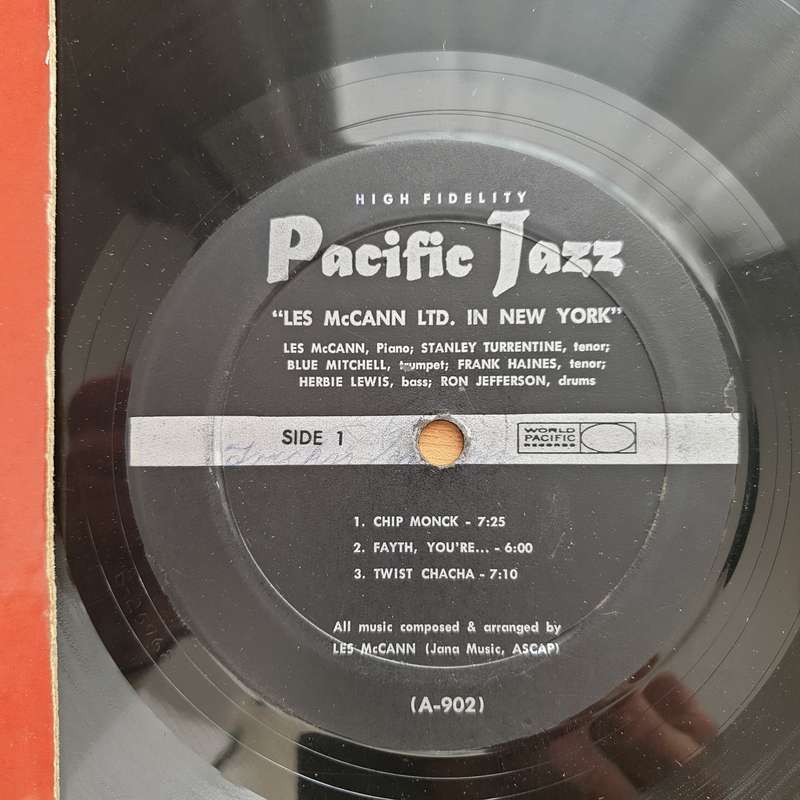 HIGH FIDELITY
Pacific Jazz
"LES McCANN LTD. IN NEW YORK"
LES McCANN, Piano; STANLEY TURRENTINE, tenor;
BLUE MITCHELL, trumpet; FRANK HAINES, tenor;
HERBIE LEWIS, bass; RON JEFFERSON, drums
SIDE 1
WORLD
PACIFIC
RECORDS
1. CHIP MONCK - 7:25
2. FAYTH, YOU'RE... - 6:00
3. TWIST CHACHA - 7:10
All music composed & arranged by
LES McCANN (Jana Music, ASCAP)
(A-902)